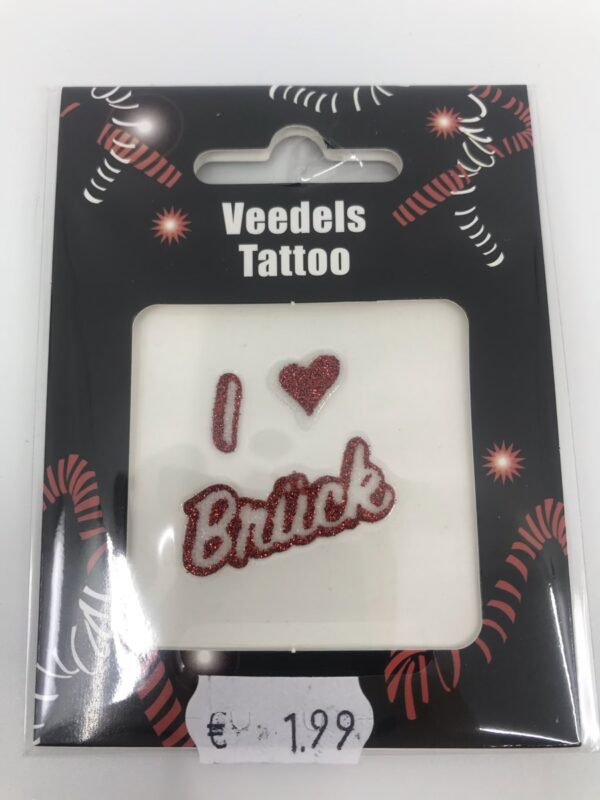 Veedels
Tattoo
I ♥
Brück
€ 1.99